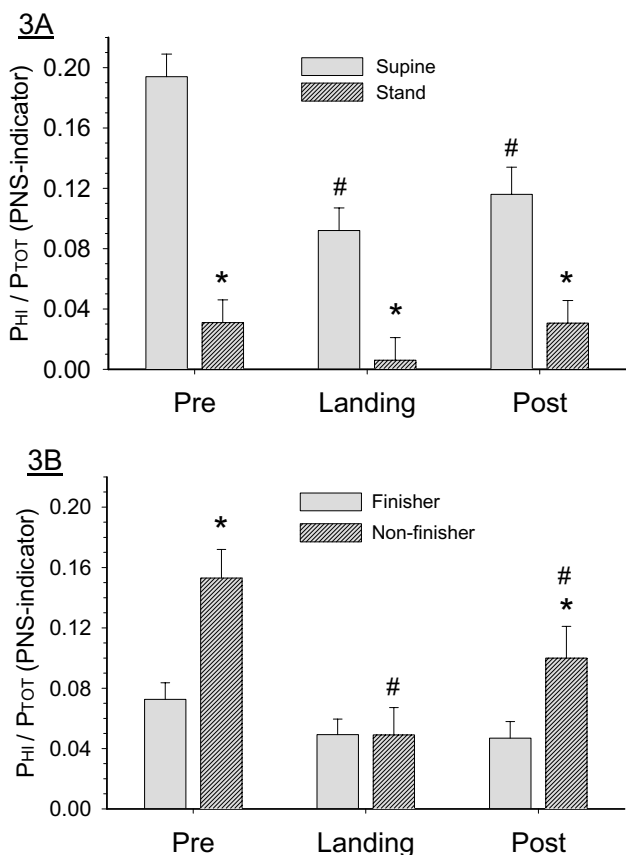 3A
0.20
Supine
Stand
0.16
#
#
0.12
0.08
*
*
*
0.04
0.00
PHI / PTOT (PNS-indicator)
Pre Landing Post
3B
0.20
Finisher
Non-finisher
*
0.16
#
*
0.12
#
0.08
0.04
0.00
PHI / PTOT (PNS-indicator)
Pre Landing Post